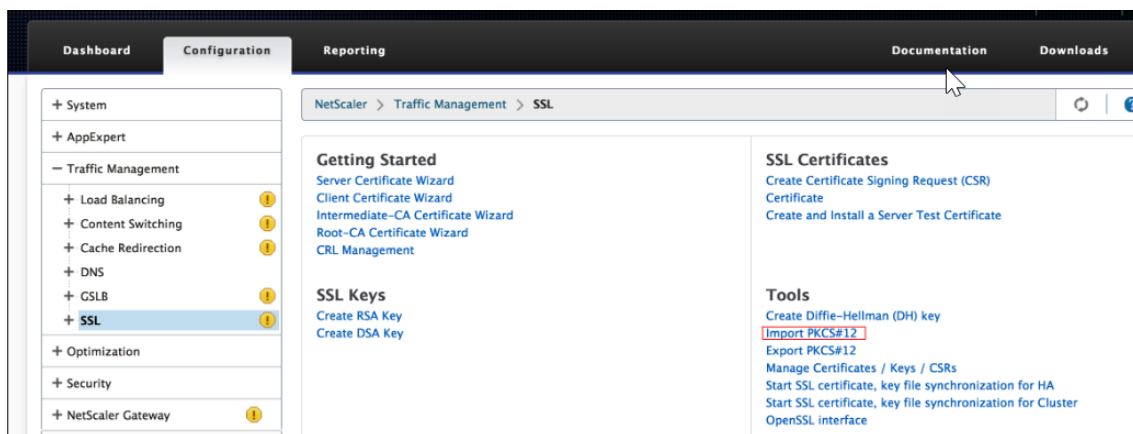 Dashboard Configuration Reporting Documentation Downloads
+ System
+ AppExpert
− Traffic Management
+ Load Balancing !
+ Content Switching !
+ Cache Redirection !
+ DNS
+ GSLB !
+ SSL !
+ Optimization
+ Security
+ NetScaler Gateway !
NetScaler > Traffic Management > SSL
Getting Started
Server Certificate Wizard
Client Certificate Wizard
Intermediate-CA Certificate Wizard
Root-CA Certificate Wizard
CRL Management
SSL Keys
Create RSA Key
Create DSA Key
SSL Certificates
Create Certificate Signing Request (CSR)
Certificate
Create and Install a Server Test Certificate
Tools
Create Diffie-Hellman (DH) key
Import PKCS#12
Export PKCS#12
Manage Certificates / Keys / CSRs
Start SSL certificate, key file synchronization for HA
Start SSL certificate, key file synchronization for Cluster
OpenSSL interface